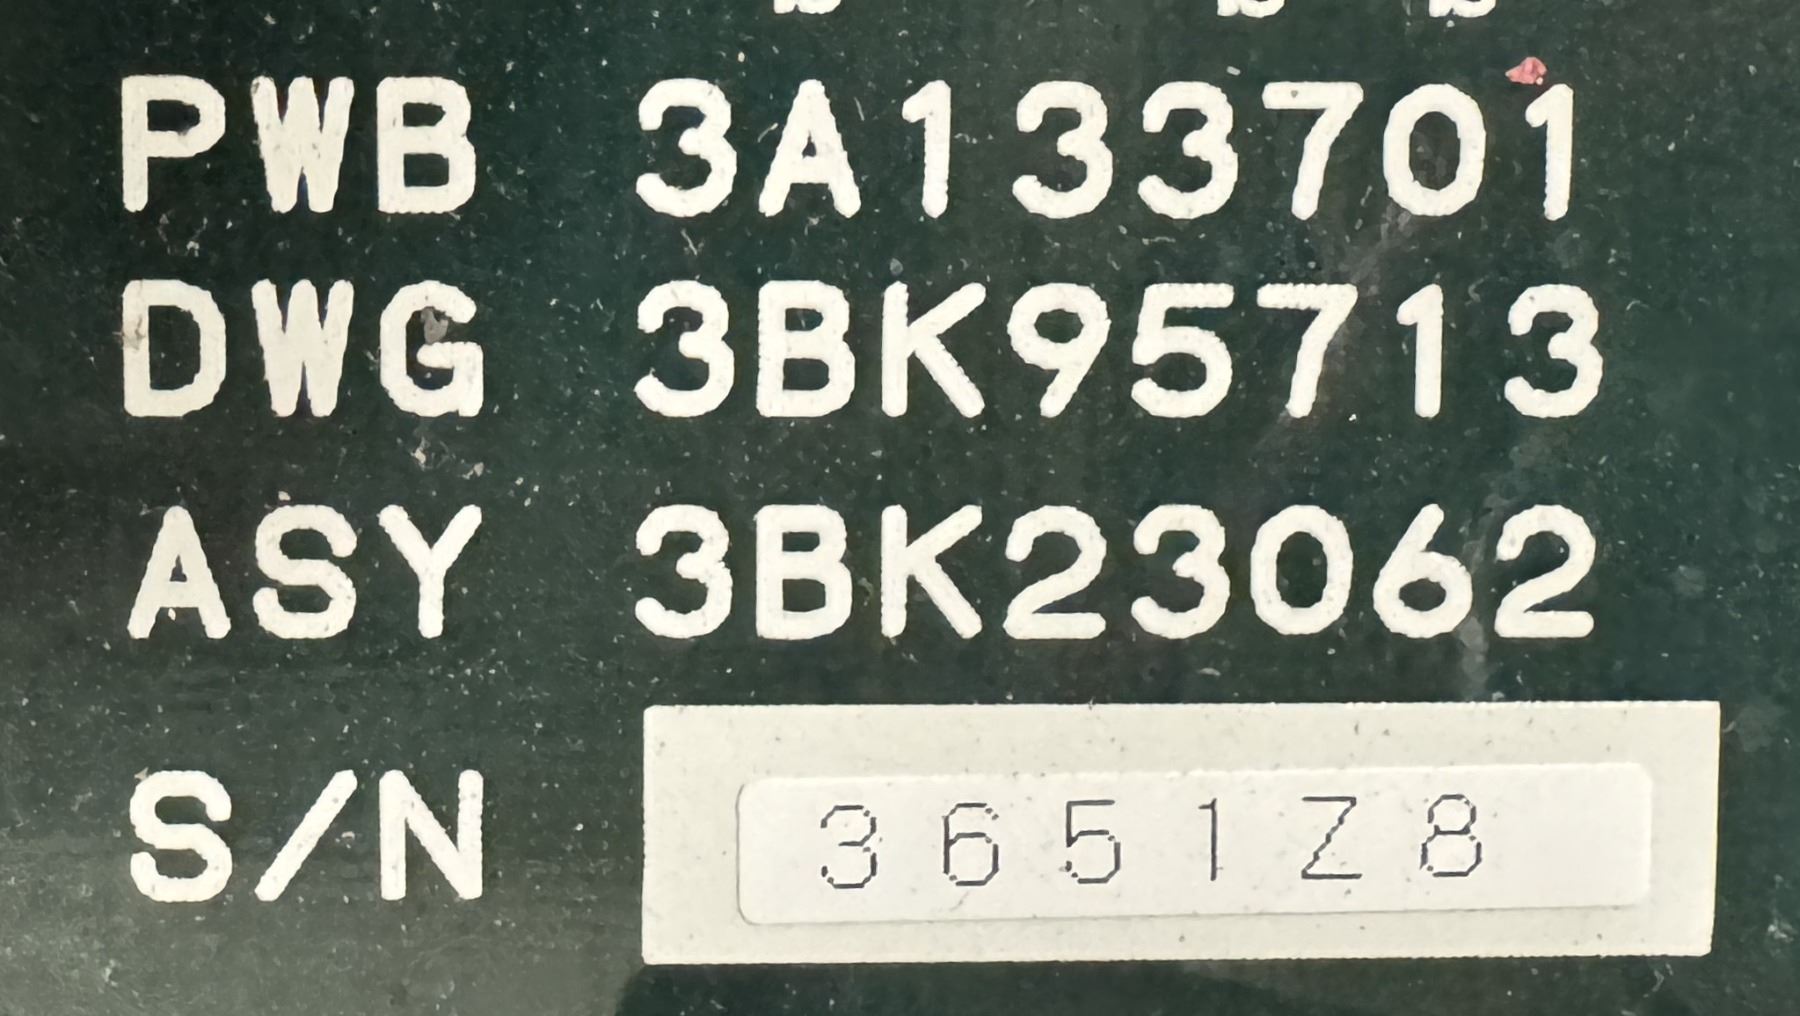 PWB 3A133701
DWG 3BK95713
ASY 3BK23062
S/N 3651Z8